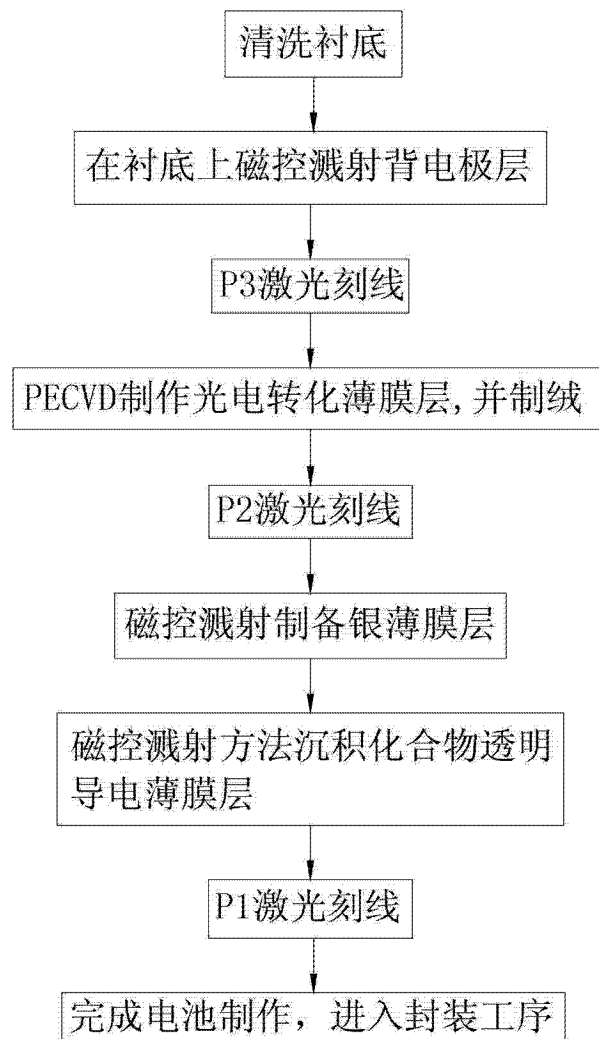 清洗衬底
在衬底上磁控溅射背电极层
P3激光刻线
PECVD制作光电转化薄膜层,并制绒
P2激光刻线
磁控溅射制备银薄膜层
磁控溅射方法沉积化合物透明
导电薄膜层
P1激光刻线
完成电池制作，进入封装工序